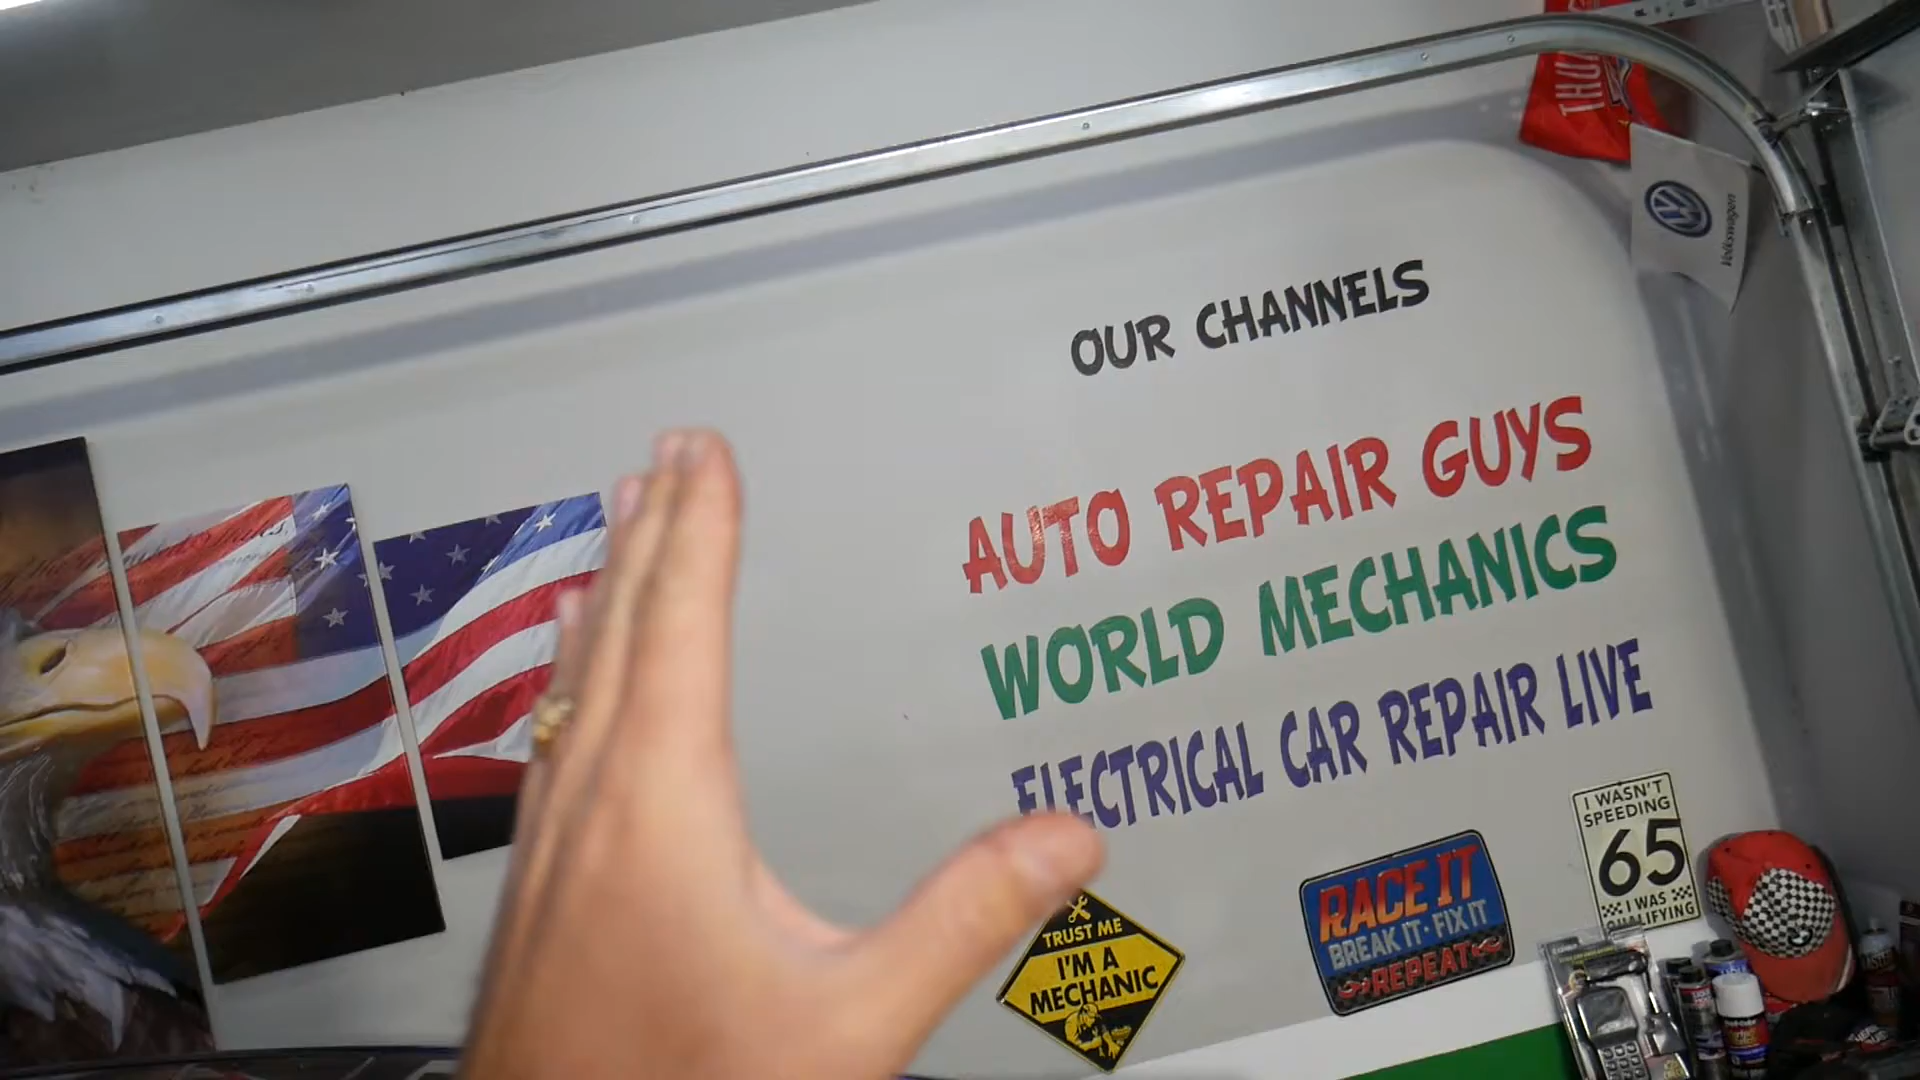 THU
Volkswagen
OUR CHANNELS
AUTO REPAIR GUYS
WORLD MECHANICS
ELECTRICAL CAR REPAIR LIVE
I WASN'T
SPEEDING
65
I WAS
QUALIFYING
RACE IT
BREAK IT · FIX IT
REPEAT
TRUST ME
I'M A
MECHANIC